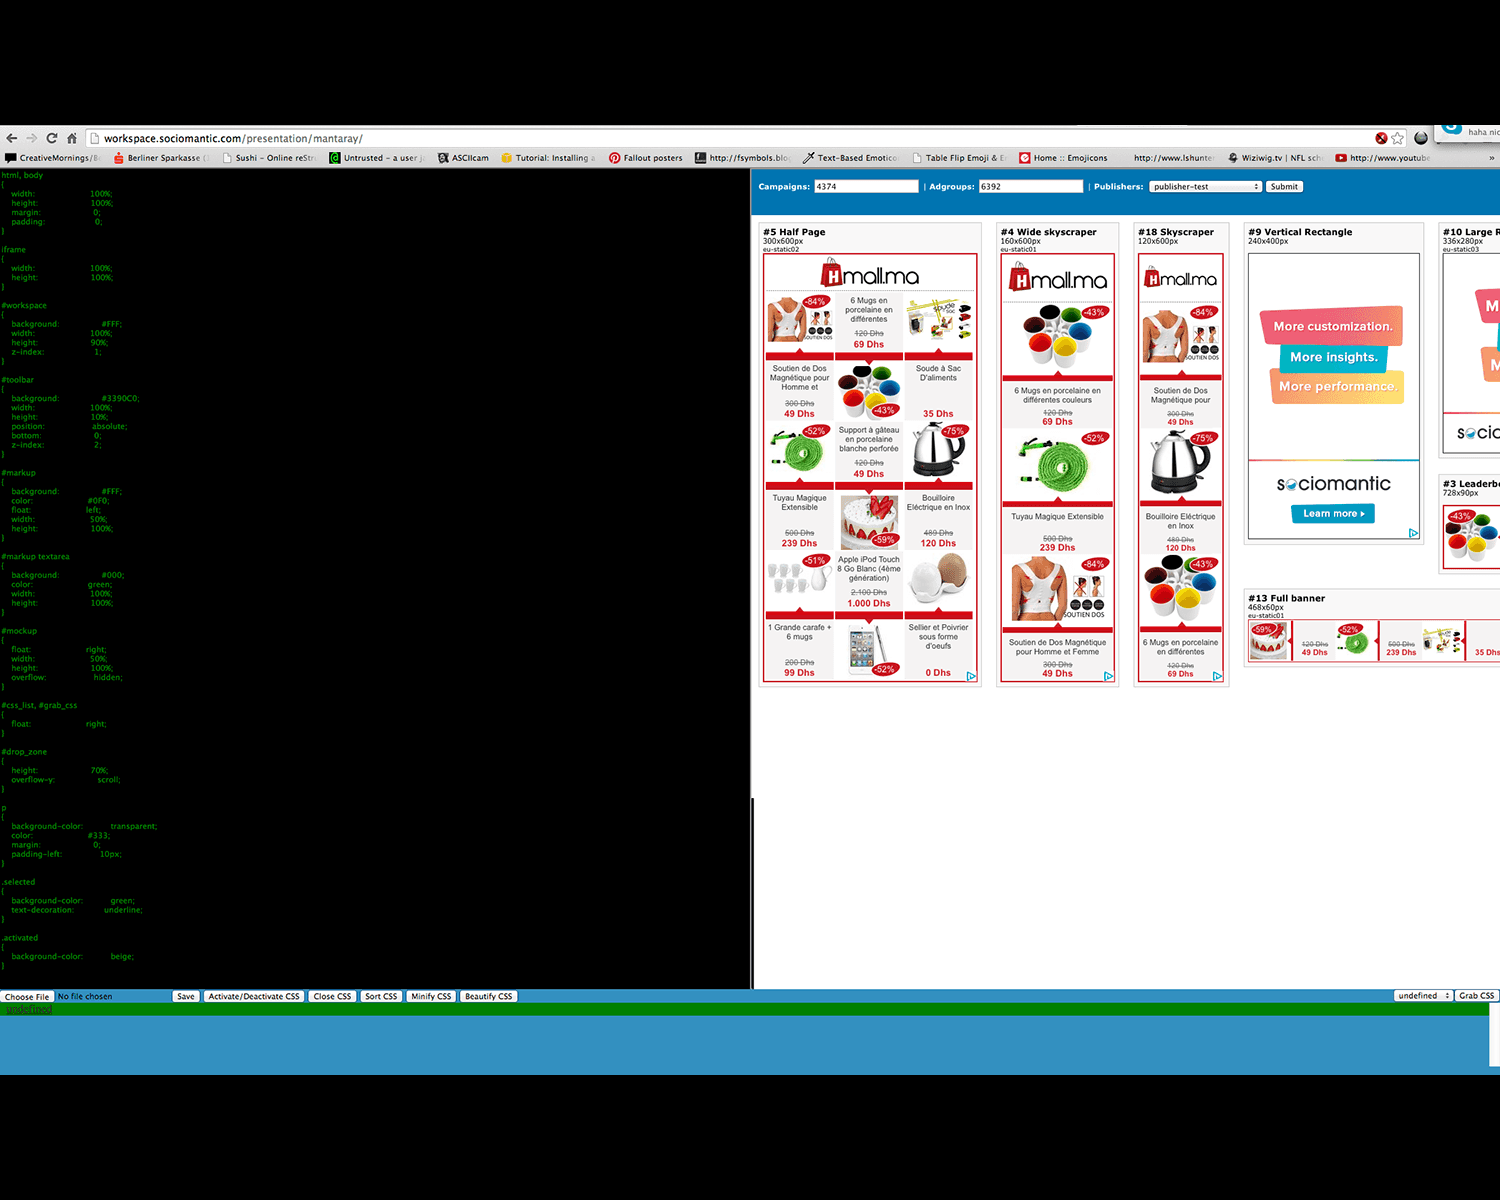 workspace.sociomantic.com/presentation/mantaray/
haha nic
CreativeMornings/Be
Berliner Sparkasse (
Sushi – Online reStr
Untrusted – a user ja
ASCIIcam
Tutorial: Installing a
Fallout posters
http://fsymbols.blog
Text-Based Emotico
Table Flip Emoji & E
Home :: Emojicons
http://www.lshunte
Wiziwig.tv | NFL sch
http://www.youtube
»
html, body
{
width: 100%;
height: 100%;
margin: 0;
padding: 0;
}
iframe
{
width: 100%;
height: 100%;
}
#workspace
{
background: #FFF;
width: 100%;
height: 90%;
z-index: 1;
}
#toolbar
{
background: #3390C0;
width: 100%;
height: 10%;
position: absolute;
bottom: 0;
z-index: 2;
}
#markup
{
background: #FFF;
color: #0F0;
float: left;
width: 50%;
height: 100%;
}
#markup textarea
{
background: #000;
color: green;
width: 100%;
height: 100%;
}
#mockup
{
float: right;
width: 50%;
height: 100%;
overflow: hidden;
}
#css_list, #grab_css
{
float: right;
}
#drop_zone
{
height: 70%;
overflow-y: scroll;
}
p
{
background-color: transparent;
color: #333;
margin: 0;
padding-left: 10px;
}
.selected
{
background-color: green;
text-decoration: underline;
}
.activated
{
background-color: beige;
}
Campaigns: 4374 | Adgroups: 6392 | Publishers: publisher-test Submit
#5 Half Page
300x600px
eu-static02
Hmall.ma
-84%
SOUTIEN DOS
6 Mugs en
porcelaine en
différentes
120 Dhs
69 Dhs
Soutien de Dos
Magnétique pour
Homme et
300 Dhs
49 Dhs
-43%
Soude à Sac
D'aliments
35 Dhs
-52%
Support à gâteau
en porcelaine
blanche perforée
120 Dhs
49 Dhs
-75%
Tuyau Magique
Extensible
500 Dhs
239 Dhs
-59%
Bouilloire
Eléctrique en Inox
489 Dhs
120 Dhs
-51%
Apple iPod Touch
8 Go Blanc (4ème
génération)
2.100 Dhs
1.000 Dhs
1 Grande carafe +
6 mugs
200 Dhs
99 Dhs
-52%
Sellier et Poivrier
sous forme
d'oeufs
0 Dhs
#4 Wide skyscraper
160x600px
eu-static01
Hmall.ma
-43%
6 Mugs en porcelaine en
différentes couleurs
120 Dhs
69 Dhs
-52%
Tuyau Magique Extensible
500 Dhs
239 Dhs
-84%
SOUTIEN DOS
Soutien de Dos Magnétique
pour Homme et Femme
300 Dhs
49 Dhs
#18 Skyscraper
120x600px
Hmall.ma
-84%
SOUTIEN DOS
Soutien de Dos
Magnétique pour
300 Dhs
49 Dhs
-75%
Bouilloire Eléctrique
en Inox
489 Dhs
120 Dhs
-43%
6 Mugs en porcelaine
en différentes
120 Dhs
69 Dhs
#9 Vertical Rectangle
240x400px
More customization.
More insights.
More performance.
sociomantic
Learn more
#10 Large R
336x280px
eu-static03
M
M
socio
#3 Leaderbo
728x90px
-43%
#13 Full banner
468x60px
eu-static01
-59%
120 Dhs
49 Dhs
-52%
500 Dhs
239 Dhs
35 Dhs
Choose File No file chosen
Save
Activate/Deactivate CSS
Close CSS
Sort CSS
Minify CSS
Beautify CSS
undefined
Grab CSS
undefined